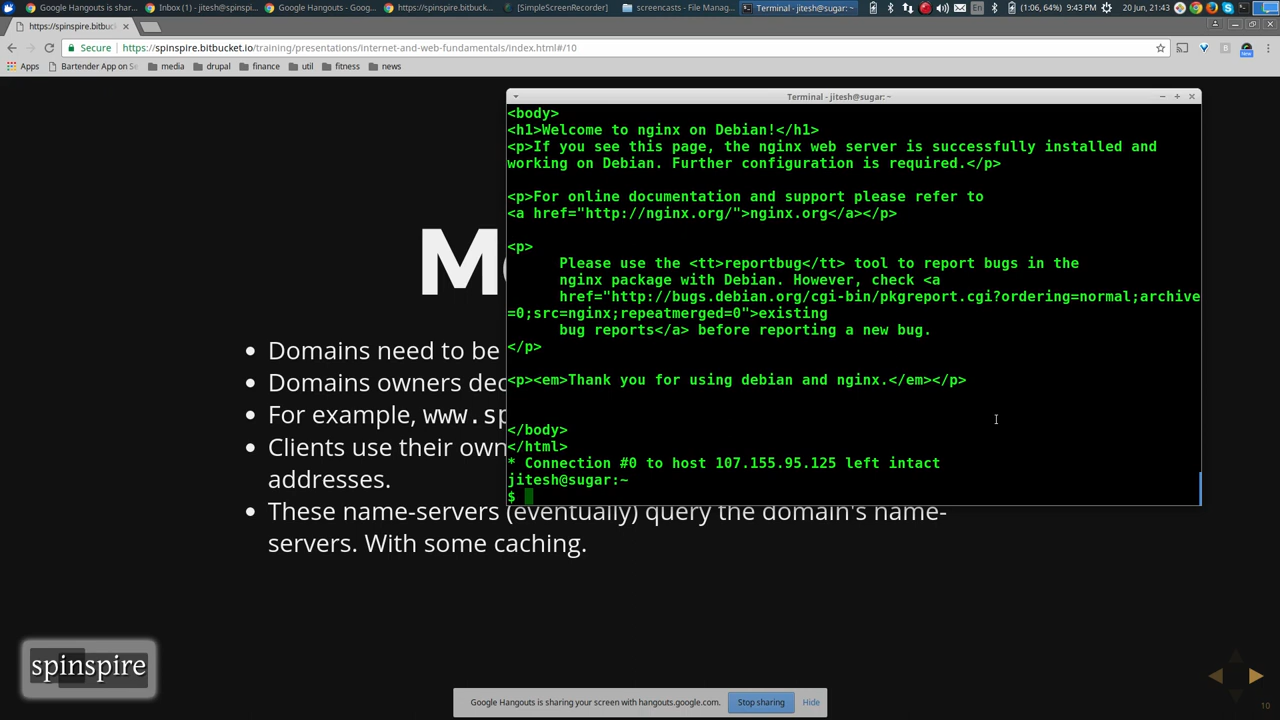 Google Hangouts is shar...
Inbox (1) - jitesh@spinspi...
Google Hangouts - Goog...
https://spinspire.bitbuck...
[SimpleScreenRecorder]
screencasts - File Manag...
Terminal - jitesh@sugar: ~
En
(1:06, 64%)
9:43 PM
20 Jun, 21:43
https://spinspire.bitbuc
Secure
https://spinspire.bitbucket.io/training/presentations/internet-and-web-fundamentals/index.html#/10
Apps
Bartender App on S
media
drupal
finance
util
fitness
news
Terminal - jitesh@sugar: ~
<body>
<h1>Welcome to nginx on Debian!</h1>
<p>If you see this page, the nginx web server is successfully installed and
working on Debian. Further configuration is required.</p>
<p>For online documentation and support please refer to
<a href="http://nginx.org/">nginx.org</a></p>
<p>
Please use the <tt>reportbug</tt> tool to report bugs in the
nginx package with Debian. However, check <a
href="http://bugs.debian.org/cgi-bin/pkgreport.cgi?ordering=normal;archive
=0;src=nginx;repeatmerged=0">existing
bug reports</a> before reporting a new bug.
</p>
<p><em>Thank you for using debian and nginx.</em></p>
</body>
</html>
* Connection #0 to host 107.155.95.125 left intact
jitesh@sugar:~
$
M
Domains need to be
Domains owners dec
For example, www.sp
Clients use their own
addresses.
These name-servers (eventually) query the domain's name-
servers. With some caching.
spinspire
Google Hangouts is sharing your screen with hangouts.google.com.
Stop sharing
Hide
10